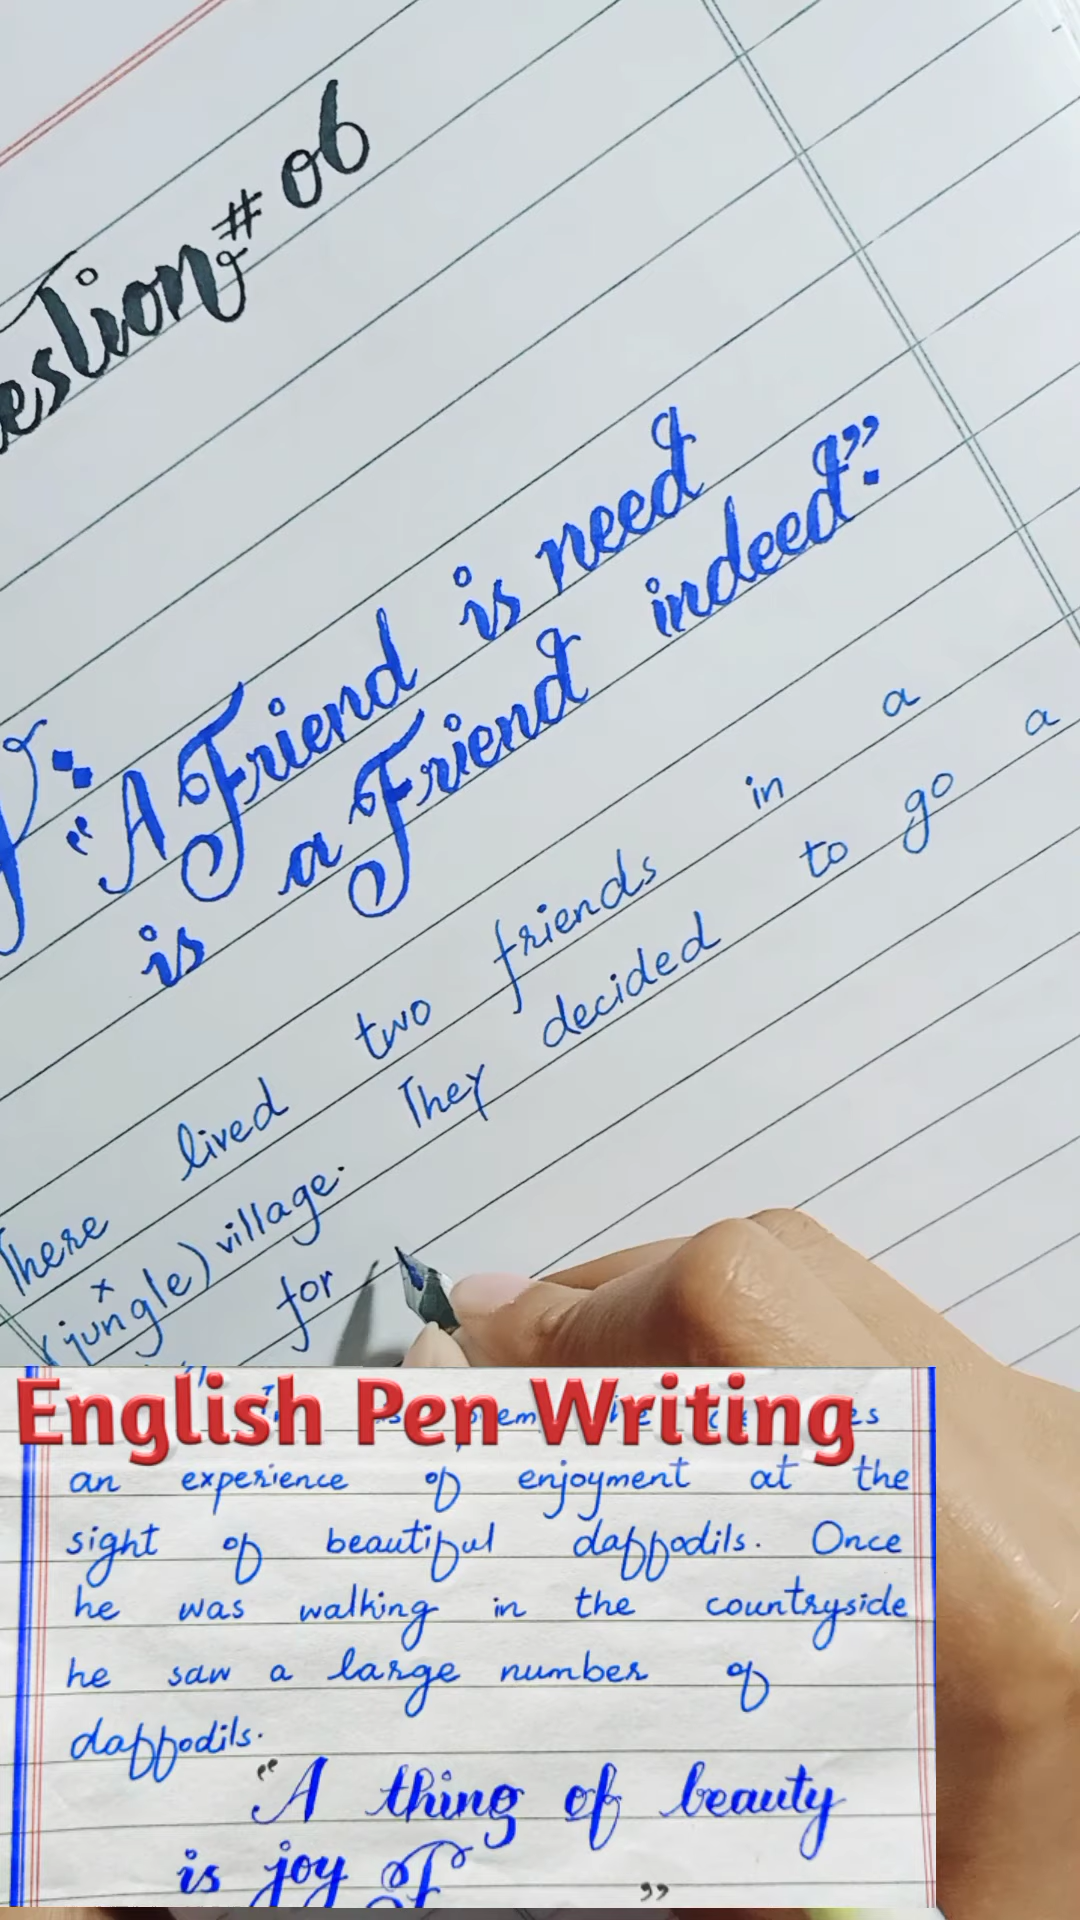 estion # 06
"A Friend is need
is a Friend indeed".
There lived two friends in a
(jungle) village. They decided to go a
for
English Pen Writing
an experience of enjoyment at the
sight of beautiful daffodils. Once
he was walking in the countryside
he saw a large number of
daffodils.
"A thing of beauty
is joy of
"